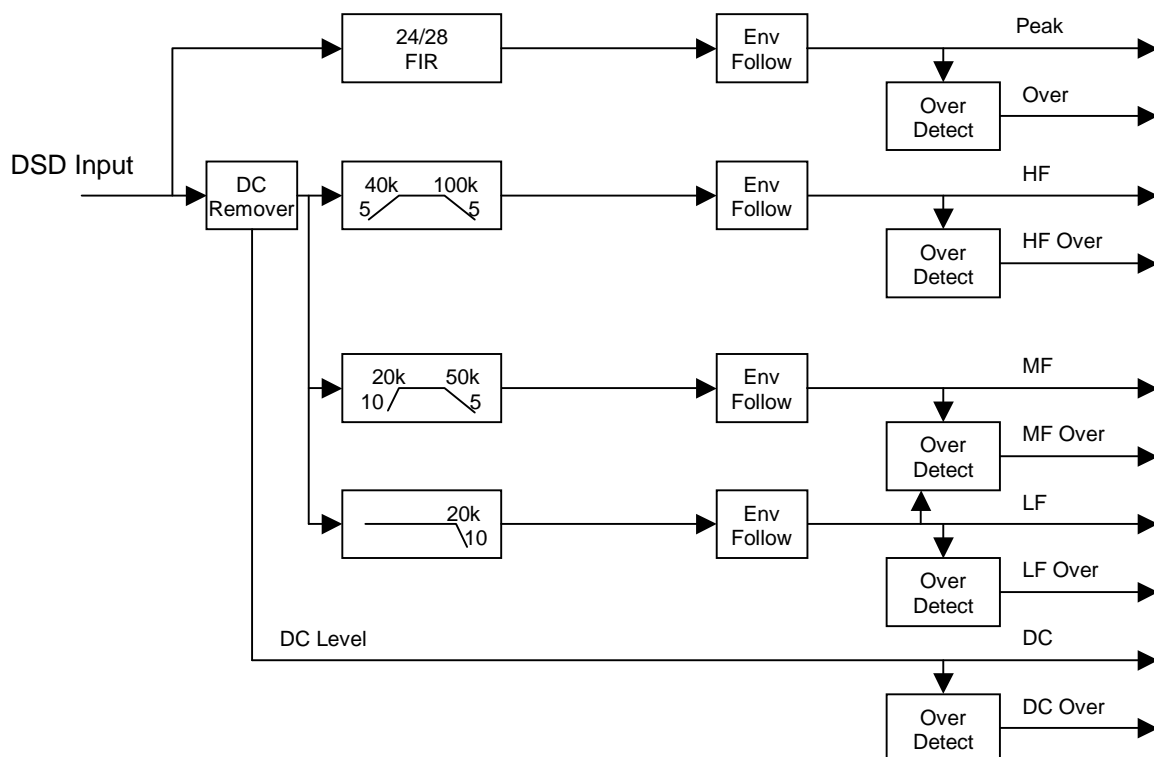 24/28
FIR
Env
Follow
Peak
Over
Detect
Over
DSD Input
DC
Remover
40k 100k
5 5
Env
Follow
HF
Over
Detect
HF Over
20k 50k
10 5
Env
Follow
MF
Over
Detect
MF Over
20k
10
Env
Follow
LF
Over
Detect
LF Over
DC Level
DC
Over
Detect
DC Over